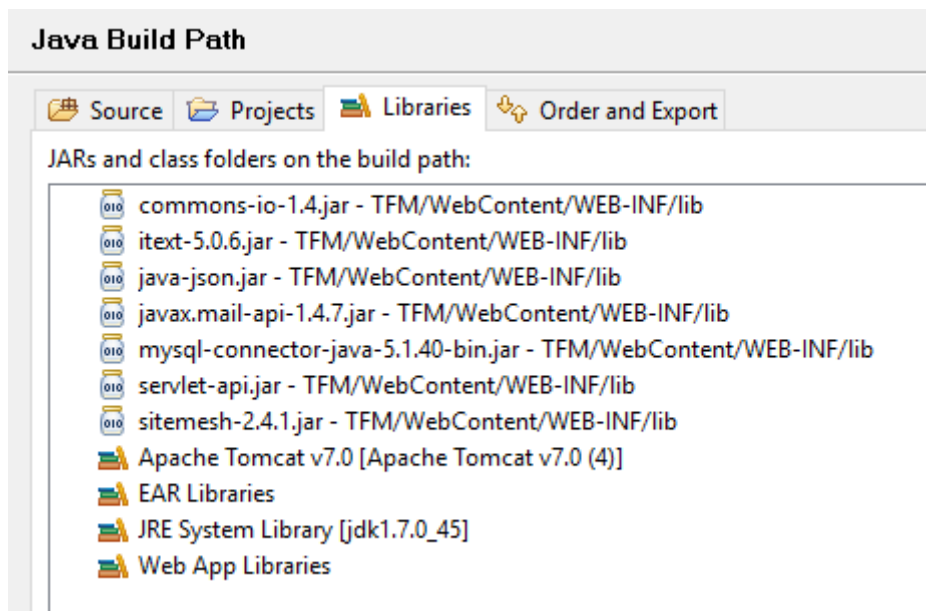 Java Build Path
Source Projects Libraries Order and Export
JARs and class folders on the build path:
commons-io-1.4.jar - TFM/WebContent/WEB-INF/lib
itext-5.0.6.jar - TFM/WebContent/WEB-INF/lib
java-json.jar - TFM/WebContent/WEB-INF/lib
javax.mail-api-1.4.7.jar - TFM/WebContent/WEB-INF/lib
mysql-connector-java-5.1.40-bin.jar - TFM/WebContent/WEB-INF/lib
servlet-api.jar - TFM/WebContent/WEB-INF/lib
sitemesh-2.4.1.jar - TFM/WebContent/WEB-INF/lib
Apache Tomcat v7.0 [Apache Tomcat v7.0 (4)]
EAR Libraries
JRE System Library [jdk1.7.0_45]
Web App Libraries